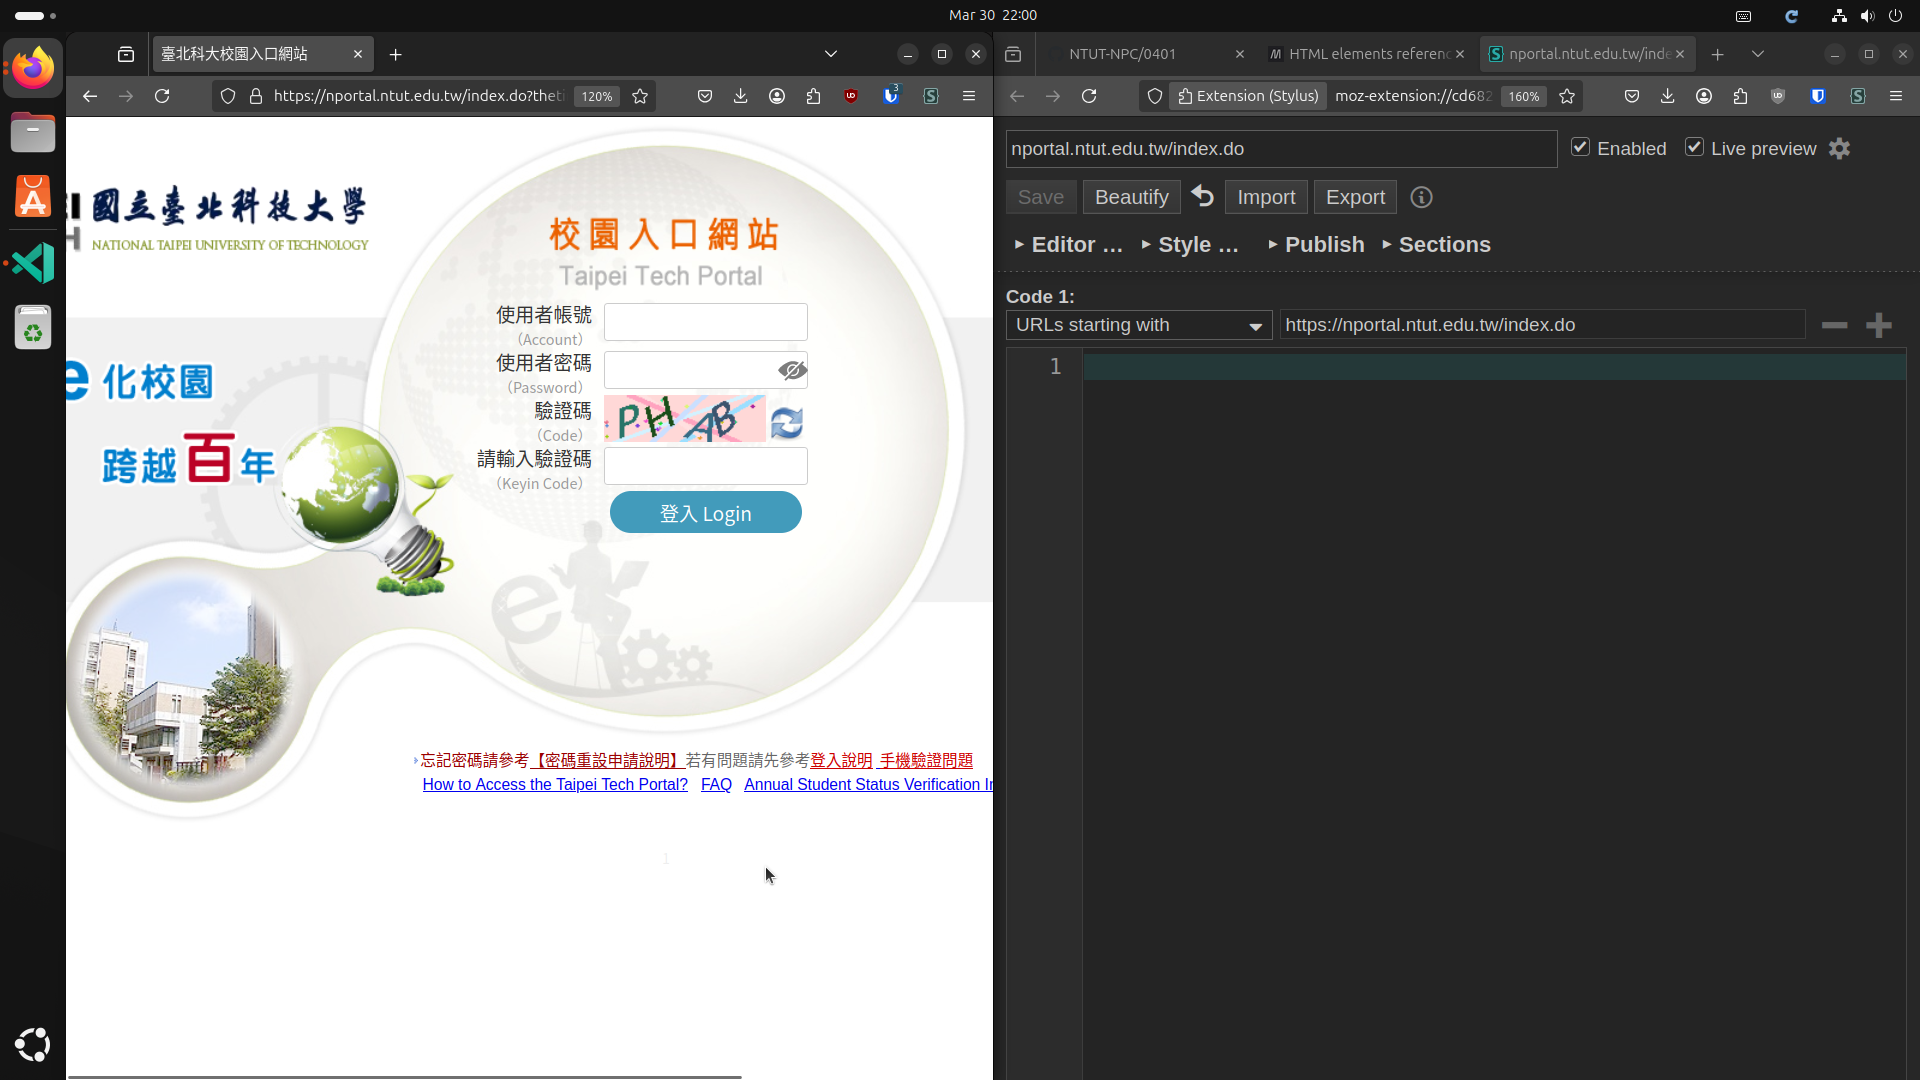 Mar 30 22:00
臺北科大校園入口網站
NTUT-NPC/0401
HTML elements referenc
nportal.ntut.edu.tw/inde
https://nportal.ntut.edu.tw/index.do?theti
120%
3
Extension (Stylus)
moz-extension://cd682
160%
國立臺北科技大學
NATIONAL TAIPEI UNIVERSITY OF TECHNOLOGY
校園入口網站
Taipei Tech Portal
使用者帳號
(Account)
使用者密碼
(Password)
驗證碼
(Code)
PHAB
請輸入驗證碼
(Keyin Code)
登入 Login
e化校園
跨越百年
忘記密碼請參考【密碼重設申請說明】若有問題請先參考登入說明 手機驗證問題
How to Access the Taipei Tech Portal? FAQ Annual Student Status Verification In
1
nportal.ntut.edu.tw/index.do
Enabled
Live preview
Save
Beautify
Import
Export
Editor ...
Style ...
Publish
Sections
Code 1:
URLs starting with
https://nportal.ntut.edu.tw/index.do
1